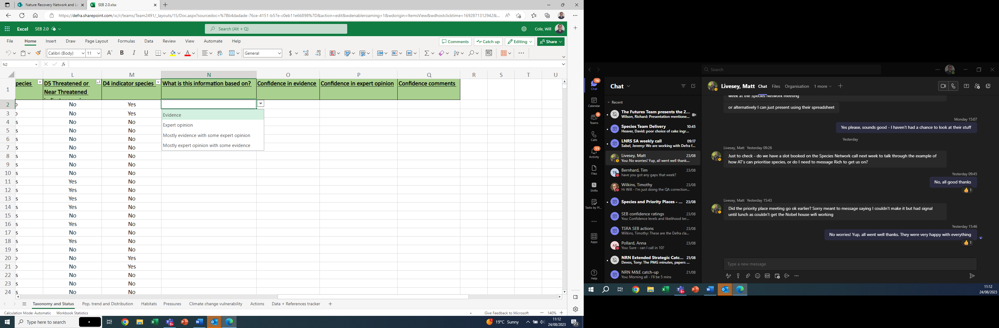 Nature Recovery Network and Lo
SEB 2.0.xlsx
https://defra.sharepoint.com/:x:/r/teams/Team2491/_layouts/15/Doc.aspx?sourcedoc=%7Bb4dadade-76ce-4151-b57e-c0eb11e66898%7D&action=edit&wdenableroaming=1&wdorigin=ItemsView&wdhostclicktime=1692871312942&...
Excel SEB 2.0
Search (Alt + Q)
Cole, Will
File Home Insert Draw Page Layout Formulas Data Review View Automate Help
Comments Catch up Editing Share
Calibri (Body) 11 General
N2
L M N O P Q R S T U
1 pecies D5 Threatened or Near Threatened D4 indicator species What is this information based on? Confidence in evidence Confidence in expert opinion Confidence comments
2 o No Yes
3 o No Yes
4 s No No
5 s No No
6 s No No
7 s No No
8 s No No
9 s No No
10 s No No
11 s Yes No
12 s Yes No
13 s Yes No
14 s Yes No
15 s No No
16 s Yes No
17 s No No
18 s Yes No
19 s No No
20 o No Yes
21 o No Yes
22 s No No
23 s No No
24 s No No
Evidence
Expert opinion
Mostly evidence with some expert opinion
Mostly expert opinion with some evidence
Taxonomy and Status Pop. trend and Distribution Habitats Pressures Climate change vulnerability Actions Data + References tracker
Calculation Mode: Automatic Workbook Statistics
Give Feedback to Microsoft 140%
Type here to search
9+
19°C Sunny
11:12
24/08/2023
23
Search
16
Chat
Calendar
Teams
Calls
11
Activity
Files
Shifts
Tasks by Pl...
Apps
Help
Chat
Recent
The Futures Team presents the 2...
Wilson, Richard: Presentation mentione...
Species Team Delivery 10:45
Heaver, David: poor choice of cake ingr...
LNRS SA weekly call 09:17
Sabel, Jeremy: We are working with Defra f...
Livesey, Matt 23/08
You: No worries! Yup, all went well thank...
TB
Bernhard, Tim 23/08
have you got any gaps that week?
Wilkins, Timothy 23/08
Hi Will - I'm just doing the QA correction...
Species and Priority Places - ... 23/08
SEB confidence ratings 23/08
You: Confidence levels and likelihood ter...
TSRA SEB actions 23/08
Wilkins, Timothy: These are the Defra cla...
AP
Pollard, Anna 23/08
You: Sure - can I call in 10?
NRN Extended Strategic Catc... 21/08
Devos, Tony: The PMG minutes, papers ...
NRN M&E catch-up 21/08
You: Morning all - I'll be 5 mins
Livesey, Matt Chat Files Organisation 1 more
week at the Species Network meeting
or alternatively I can just present using their spreadsheet
Monday 15:07
Yes please, sounds good - I haven't had a chance to look at their stuff
Yesterday
Livesey, Matt Yesterday 09:26
Just to check - do we have a slot booked on the Species Network call next week to talk through the example of
how AT's can prioritise species, or do I need to message Rich to get us on?
Yesterday 09:45
No, all good thanks
1
Livesey, Matt Yesterday 15:43
Did the priority place meeting go ok earlier? Sorry meant to message saying I couldn't make it but had signal
until lunch as couldn't get the Nobel house wifi working
Yesterday 15:46
No worries! Yup, all went well thanks. They were very happy with everything
1
Type a new message
GIF
9+
11:12
24/08/2023